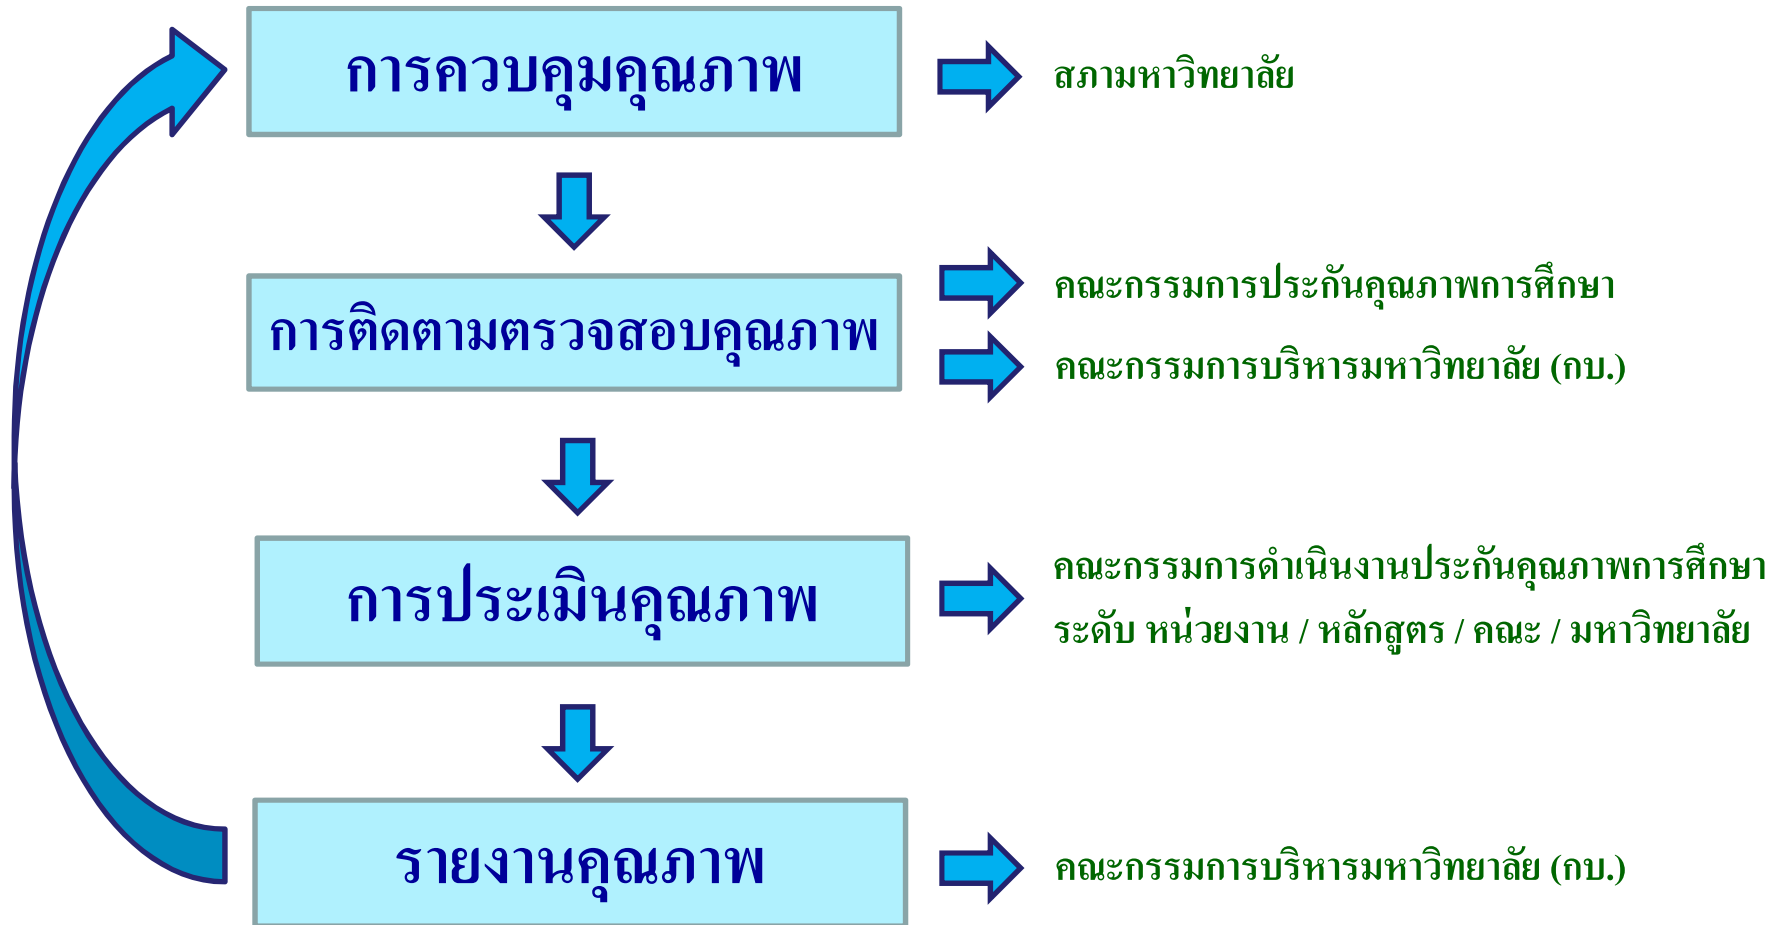 การควบคุมคุณภาพ
สภามหาวิทยาลัย
การติดตามตรวจสอบคุณภาพ
คณะกรรมการประกันคุณภาพการศึกษา
คณะกรรมการบริหารมหาวิทยาลัย (กบ.)
การประเมินคุณภาพ
คณะกรรมการดำเนินงานประกันคุณภาพการศึกษา
ระดับ หน่วยงาน / หลักสูตร / คณะ / มหาวิทยาลัย
รายงานคุณภาพ
คณะกรรมการบริหารมหาวิทยาลัย (กบ.)